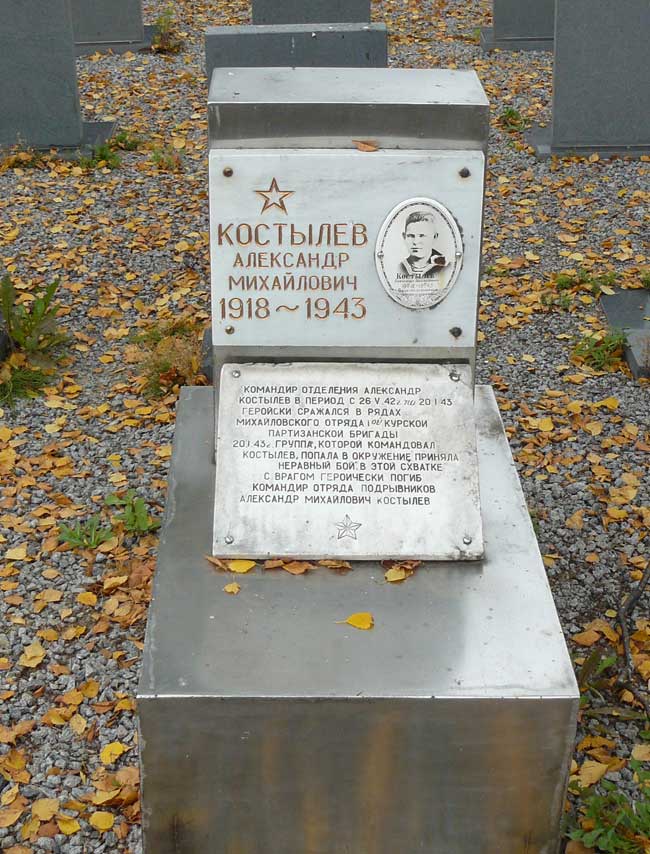 КОСТЫЛЕВ
АЛЕКСАНДР
МИХАЙЛОВИЧ
1918~1943
КОСТЫЛЕВ
КОМАНДИР ОТДЕЛЕНИЯ АЛЕКСАНДР
КОСТЫЛЕВ В ПЕРИОД С 26.V.42г. по 20.I.43
ГЕРОЙСКИ СРАЖАЛСЯ В РЯДАХ
МИХАЙЛОВСКОГО ОТРЯДА I ой КУРСКОЙ
ПАРТИЗАНСКОЙ БРИГАДЫ
20.I.43г. ГРУППА, КОТОРОЙ КОМАНДОВАЛ
КОСТЫЛЕВ, ПОПАЛА В ОКРУЖЕНИЕ, ПРИНЯЛА
НЕРАВНЫЙ БОЙ. В ЭТОЙ СХВАТКЕ
С ВРАГОМ ГЕРОИЧЕСКИ ПОГИБ
КОМАНДИР ОТРЯДА ПОДРЫВНИКОВ
АЛЕКСАНДР МИХАЙЛОВИЧ КОСТЫЛЕВ